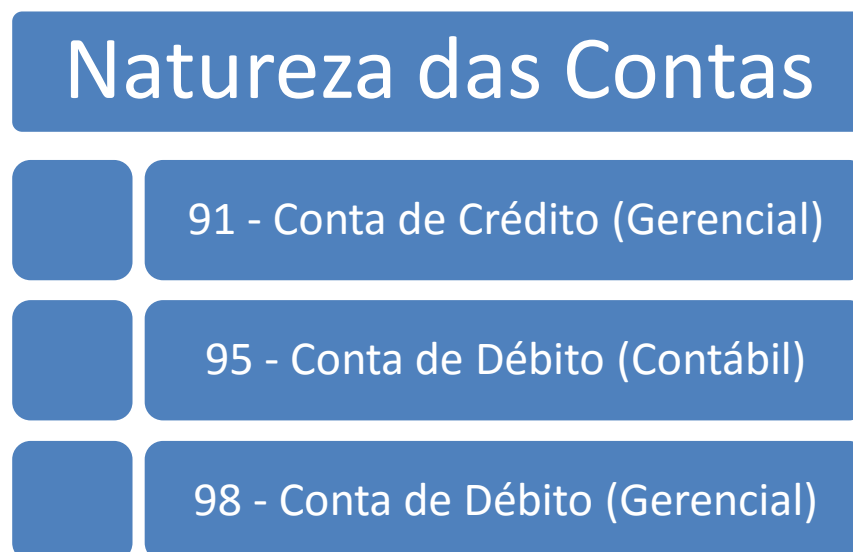 Natureza das Contas
91 - Conta de Crédito (Gerencial)
95 - Conta de Débito (Contábil)
98 - Conta de Débito (Gerencial)